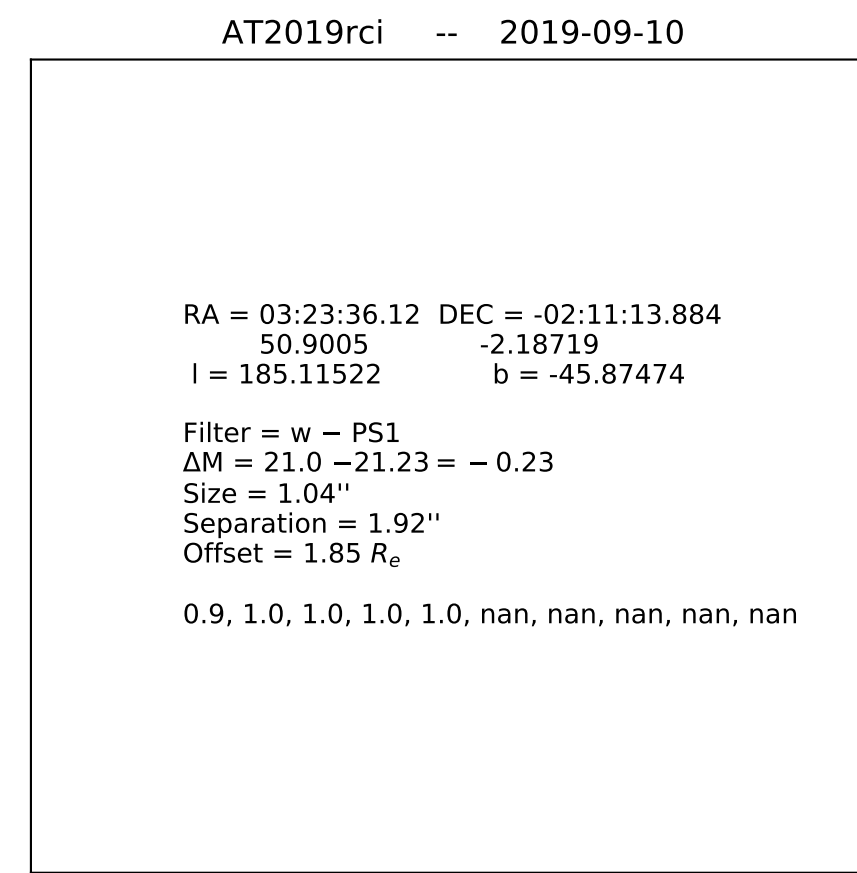 AT2019rci -- 2019-09-10
RA = 03:23:36.12 DEC = -02:11:13.884
50.9005 -2.18719
l = 185.11522 b = -45.87474
Filter = w − PS1
ΔM = 21.0 −21.23 = − 0.23
Size = 1.04''
Separation = 1.92''
Offset = 1.85 Rₑ
0.9, 1.0, 1.0, 1.0, 1.0, nan, nan, nan, nan, nan